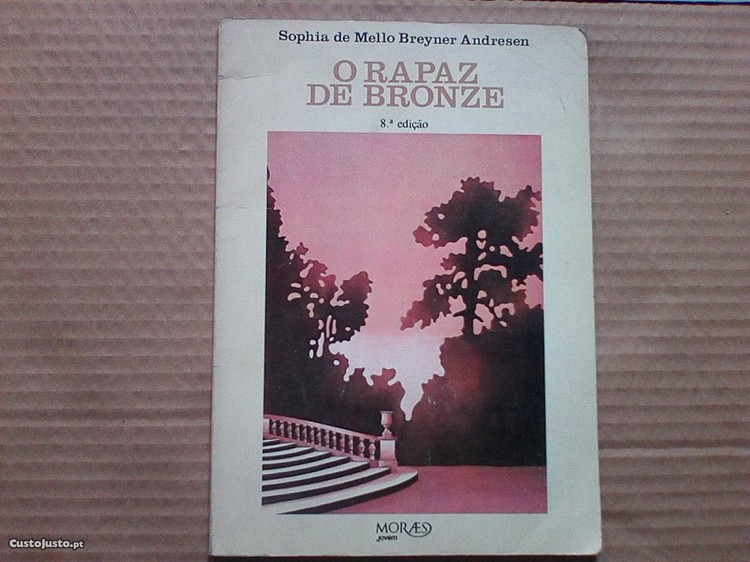 Sophia de Mello Breyner Andresen
O RAPAZ
DE BRONZE
8.ª edição
MORÆS
jovem
CustoJusto.pt